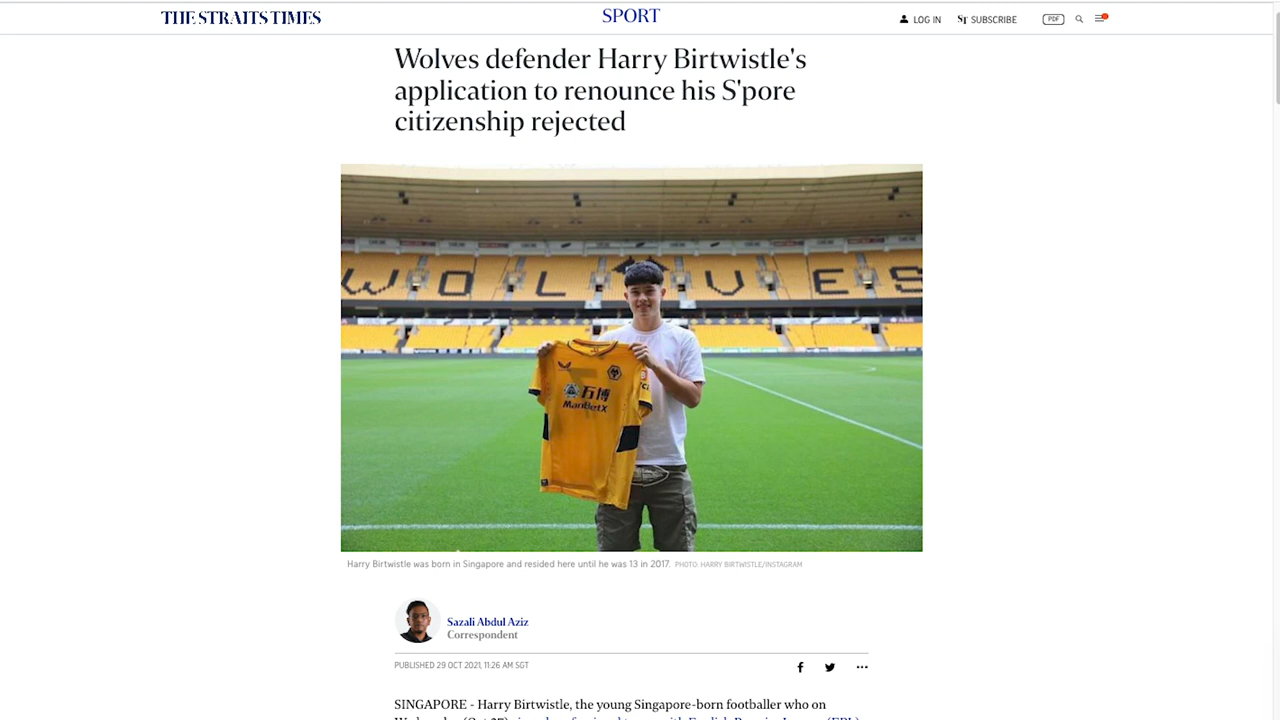 THE STRAITS TIMES
SPORT
LOG IN
ST SUBSCRIBE
PDF
Wolves defender Harry Birtwistle's
application to renounce his S'pore
citizenship rejected
WOLVES
万博
ManBetX
Harry Birtwistle was born in Singapore and resided here until he was 13 in 2017. PHOTO: HARRY BIRTWISTLE/INSTAGRAM
Sazali Abdul Aziz
Correspondent
PUBLISHED 29 OCT 2021, 11:26 AM SGT
SINGAPORE - Harry Birtwistle, the young Singapore-born footballer who on